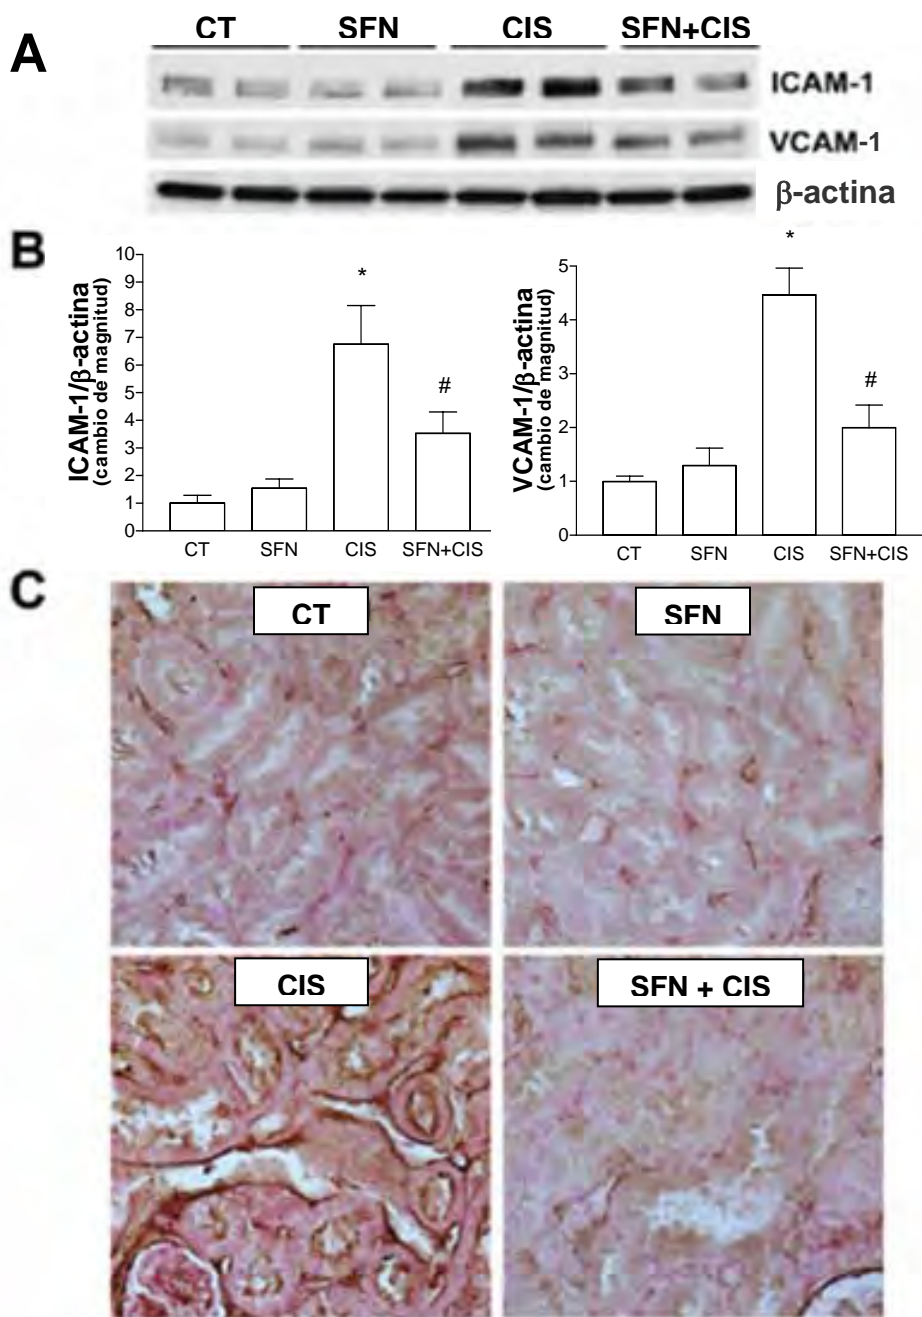 A
CT SFN CIS SFN+CIS
ICAM-1
VCAM-1
β-actina
B
ICAM-1/β-actina
(cambio de magnitud)
10
9
8
7
6
5
4
3
2
1
0
*
#
CT SFN CIS SFN+CIS
VCAM-1/β-actina
(cambio de magnitud)
5
4
3
2
1
0
*
#
CT SFN CIS SFN+CIS
C
CT
SFN
CIS
SFN + CIS